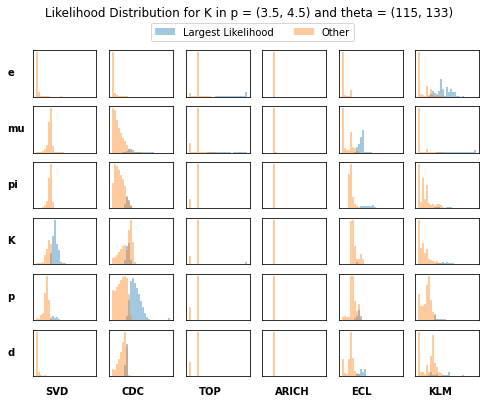 Likelihood Distribution for K in p = (3.5, 4.5) and theta = (115, 133)
Largest Likelihood Other
e
mu
pi
K
p
d
SVD CDC TOP ARICH ECL KLM